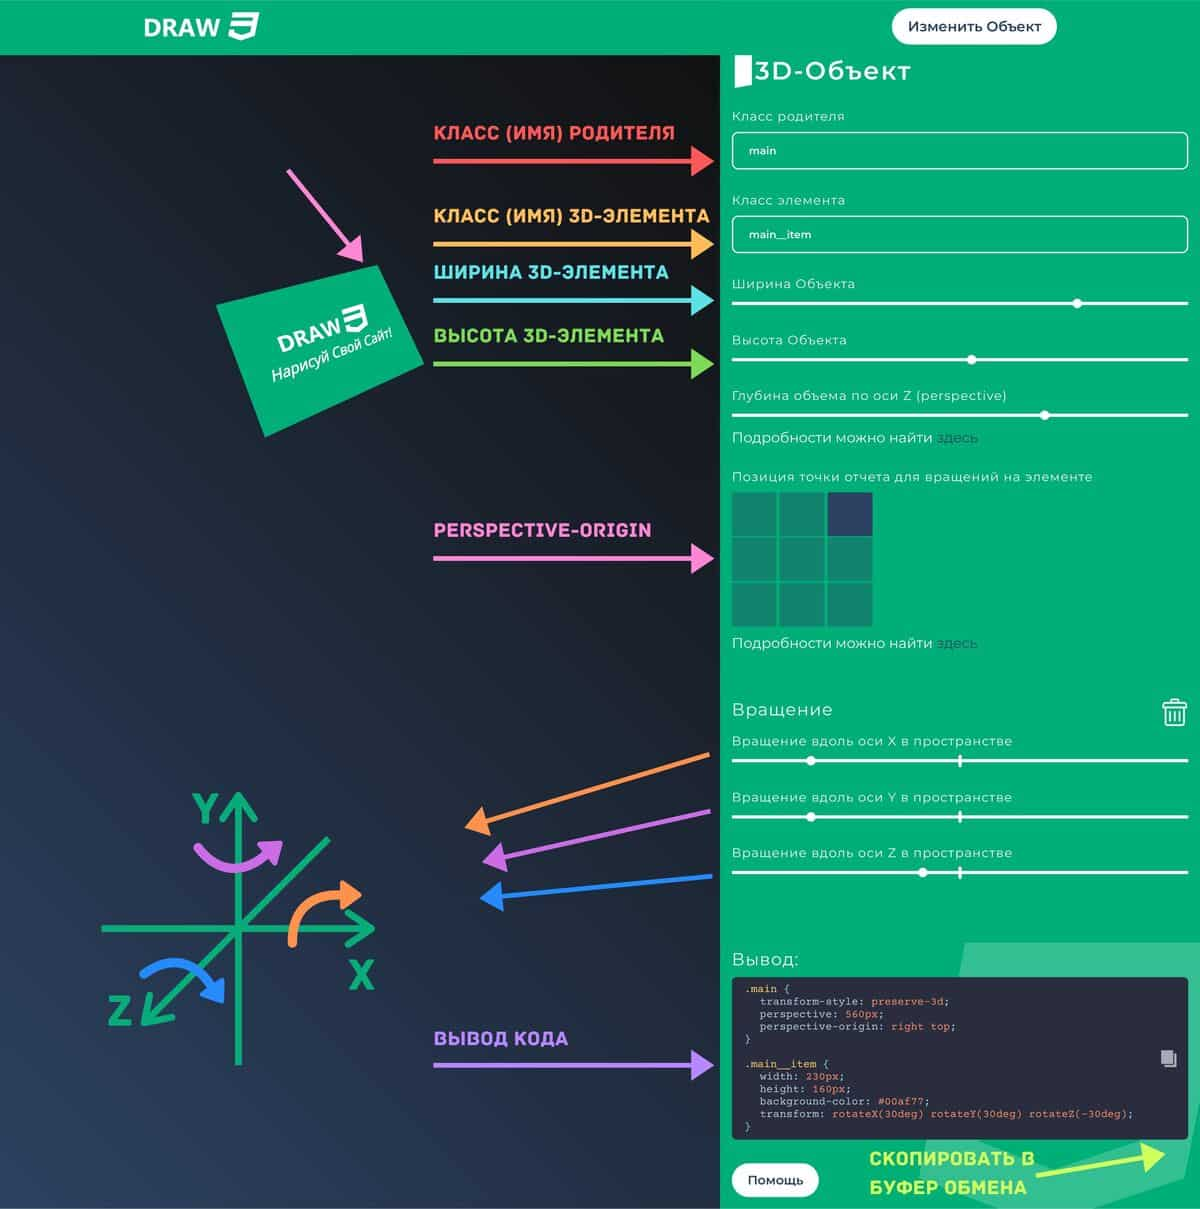 DRAW
Изменить Объект
3D-Объект
КЛАСС (ИМЯ) РОДИТЕЛЯ
Класс родителя
main
КЛАСС (ИМЯ) 3D-ЭЛЕМЕНТА
Класс элемента
main__item
ШИРИНА 3D-ЭЛЕМЕНТА
Ширина Объекта
ВЫСОТА 3D-ЭЛЕМЕНТА
Высота Объекта
DRAW
Нарисуй Свой Сайт!
Глубина объема по оси Z (perspective)
Подробности можно найти здесь
Позиция точки отчета для вращений на элементе
PERSPECTIVE-ORIGIN
Подробности можно найти здесь
Вращение
Вращение вдоль оси X в пространстве
Вращение вдоль оси Y в пространстве
Вращение вдоль оси Z в пространстве
Y
X
Z
ВЫВОД КОДА
Вывод:
.main {
transform-style: preserve-3d;
perspective: 560px;
perspective-origin: right top;
}
.main__item {
width: 230px;
height: 160px;
background-color: #00af77;
transform: rotateX(30deg) rotateY(30deg) rotateZ(-30deg);
}
СКОПИРОВАТЬ В
БУФЕР ОБМЕНА
Помощь